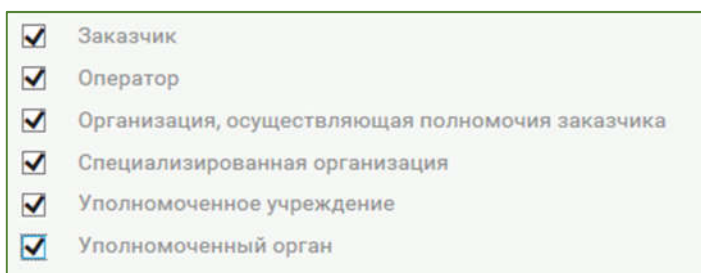 Заказчик
Оператор
Организация, осуществляющая полномочия заказчика
Специализированная организация
Уполномоченное учреждение
Уполномоченный орган